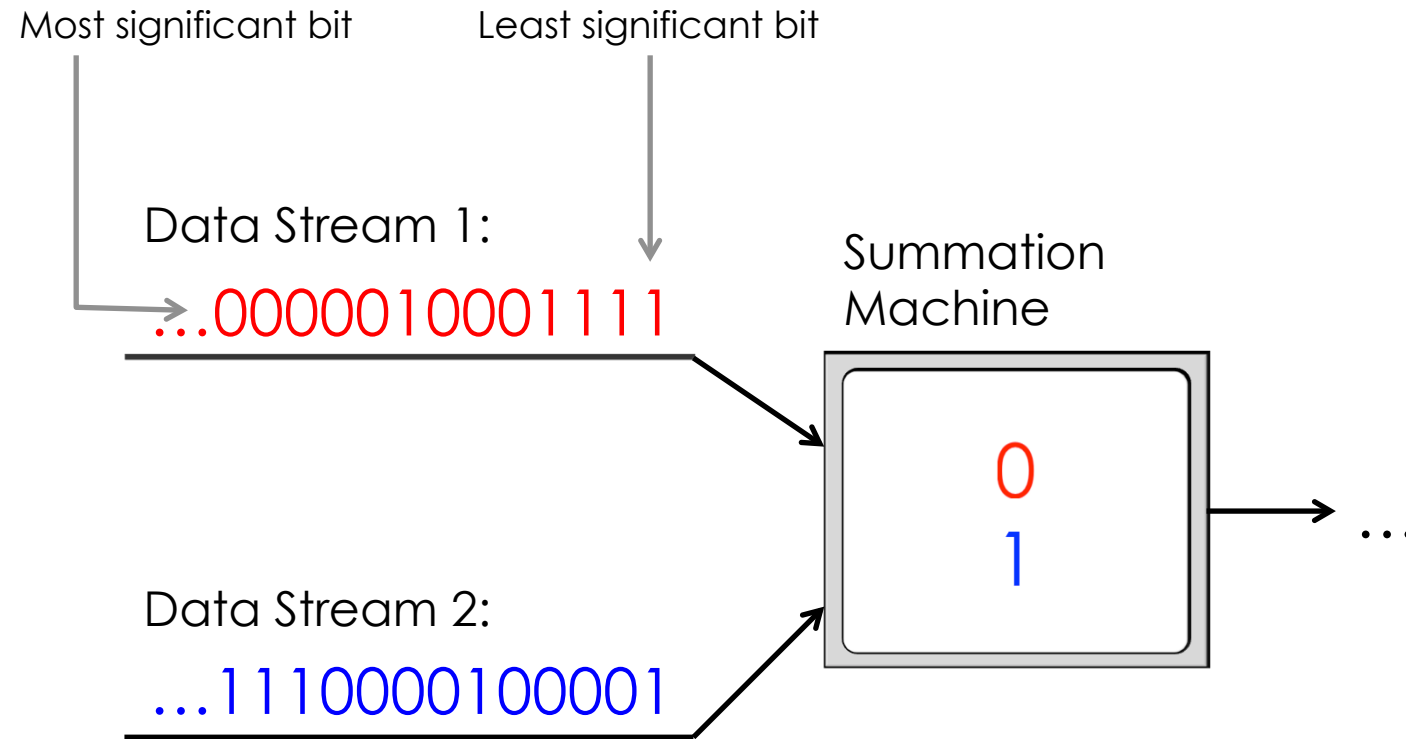 Most significant bit
Least significant bit
Data Stream 1:
…0000010001111
Summation
Machine
0
1
…
Data Stream 2:
…1110000100001